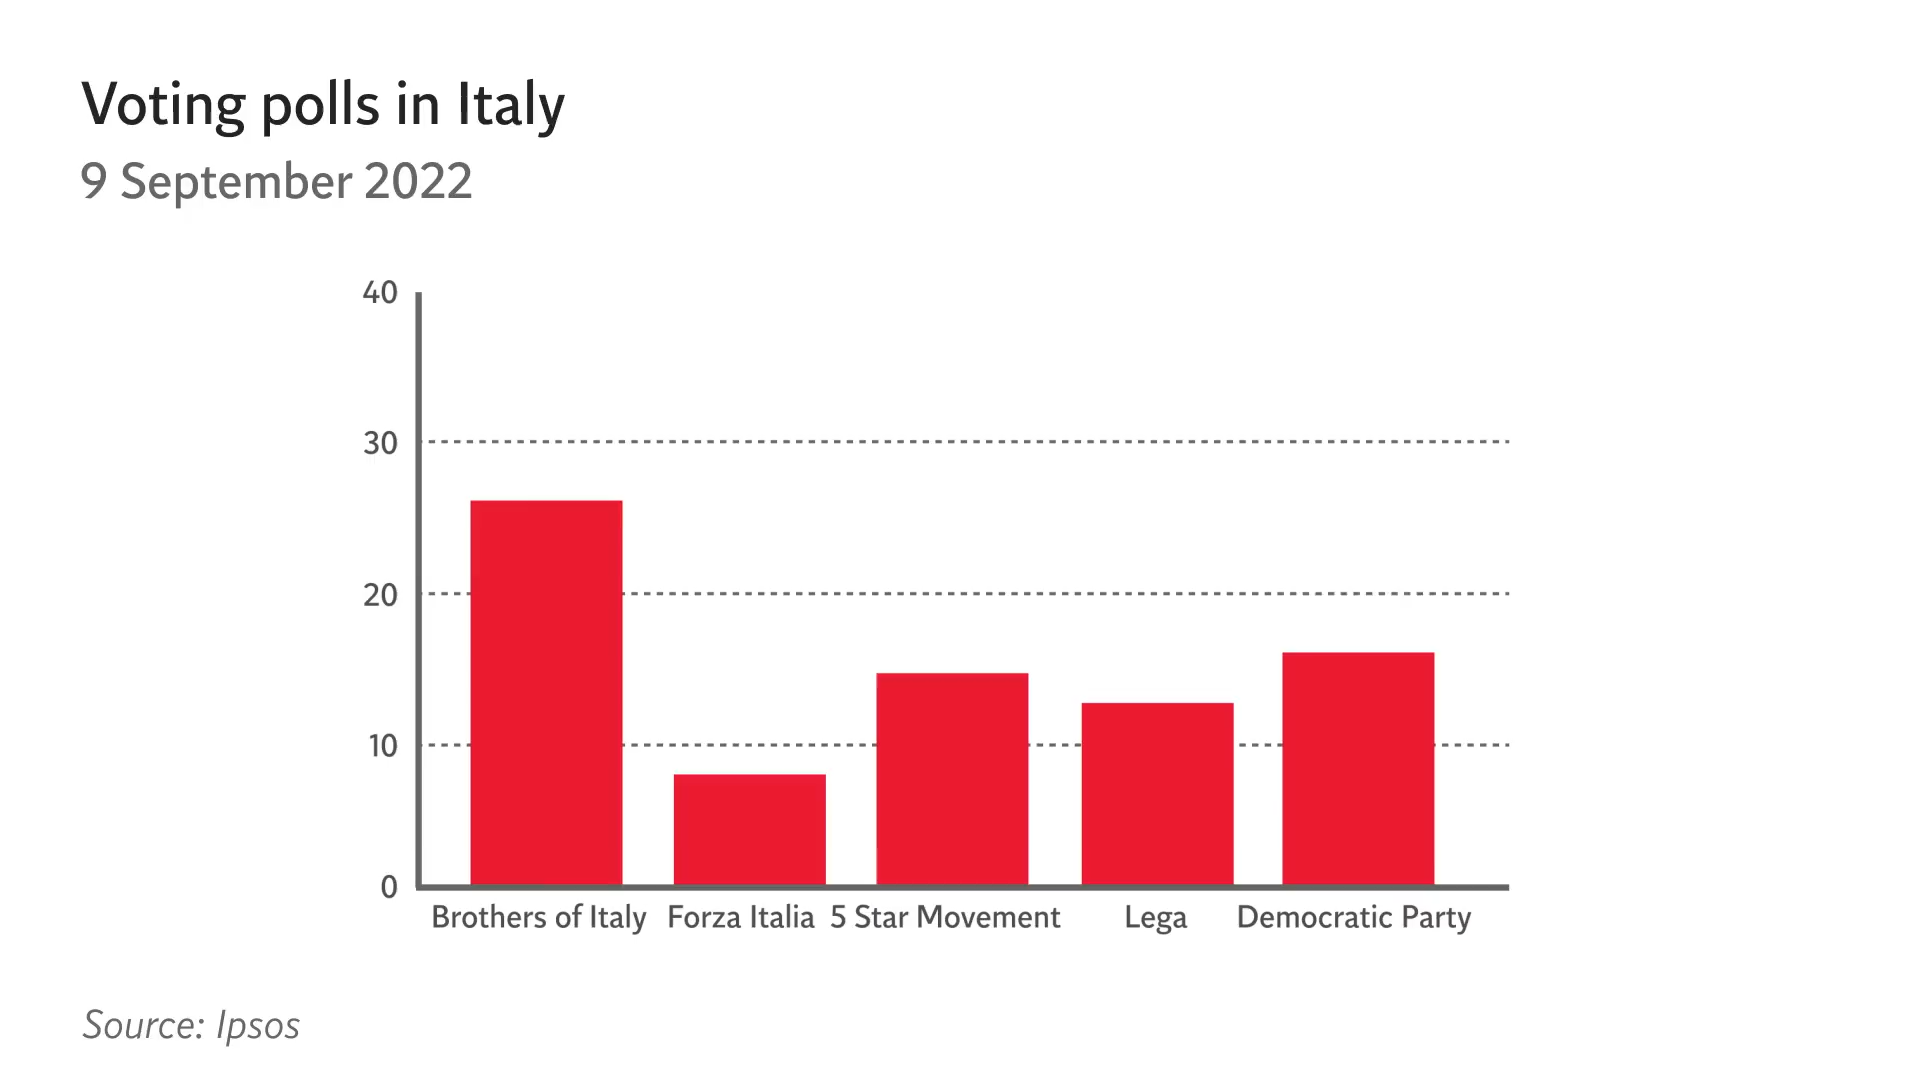 Voting polls in Italy
9 September 2022
40
30
20
10
0
Brothers of Italy Forza Italia 5 Star Movement Lega Democratic Party
Source: Ipsos